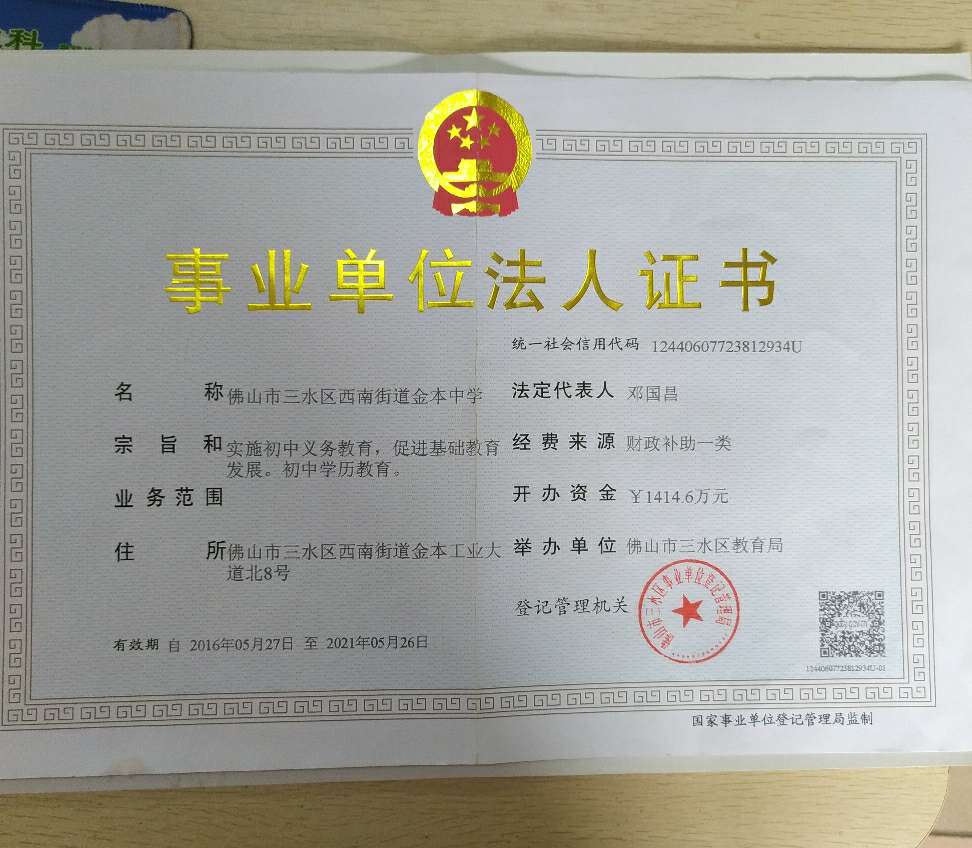 科
事业单位法人证书
统一社会信用代码 12440607723812934U
名称 佛山市三水区西南街道金本中学
法定代表人 邓国昌
宗旨和 实施初中义务教育，促进基础教育
发展。初中学历教育。
业务范围
经费来源 财政补助一类
开办资金 ￥1414.6万元
住所 佛山市三水区西南街道金本工业大
道北8号
举办单位 佛山市三水区教育局
登记管理机关
佛山市三水区事业单位登记管理局
有效期 自 2016年05月27日 至 2021年05月26日
12440607723812934U-01
国家事业单位登记管理局监制